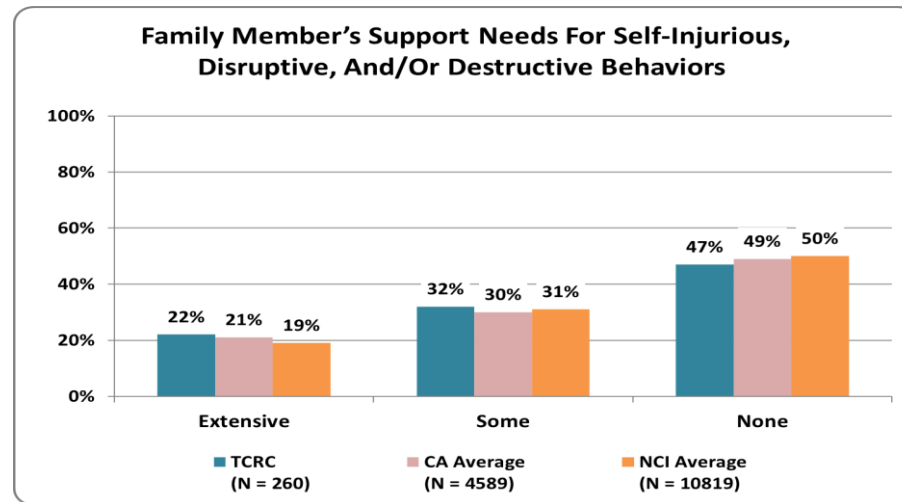 Family Member’s Support Needs For Self-Injurious,
Disruptive, And/Or Destructive Behaviors
100%
80%
60%
40%
20%
0%
22%
21%
19%
32%
30%
31%
47%
49%
50%
Extensive
Some
None
TCRC
(N = 260)
CA Average
(N = 4589)
NCI Average
(N = 10819)